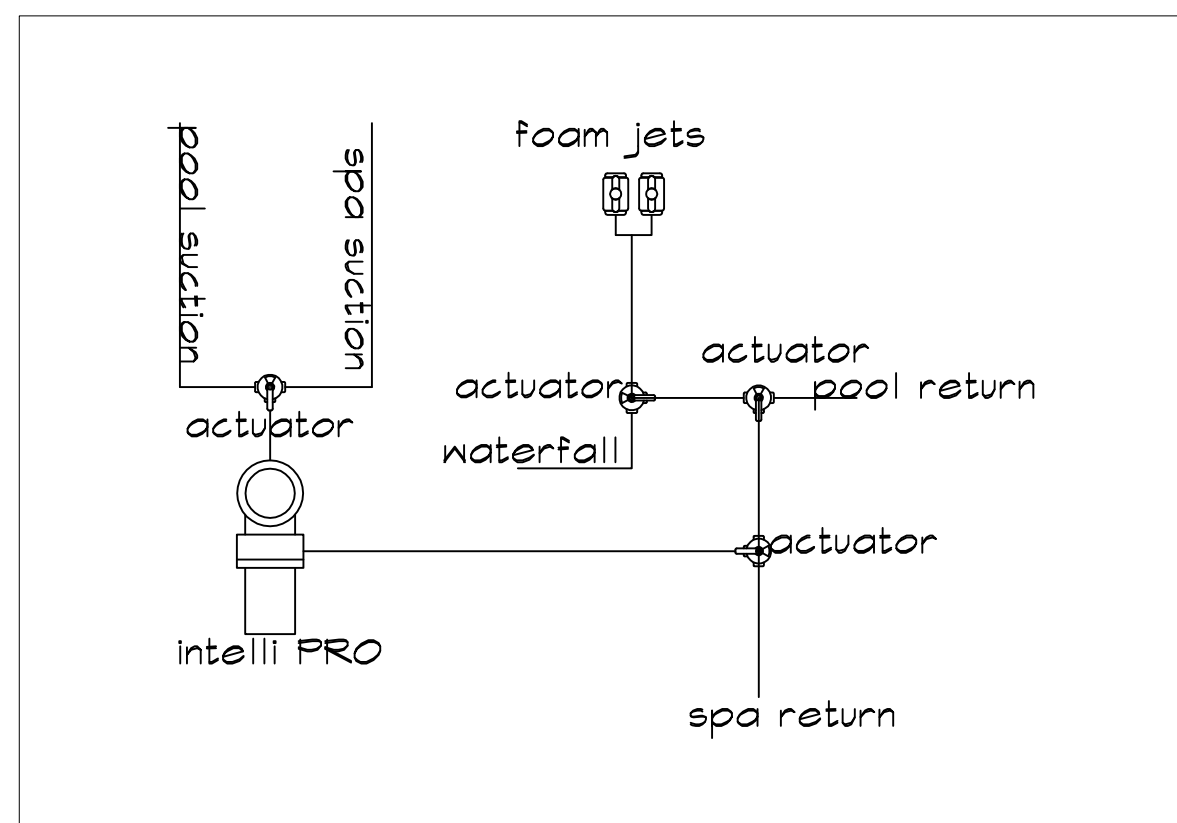 pool suction
spa suction
foam jets
actuator
actuator
pool return
actuator
waterfall
actuator
intelli PRO
spa return